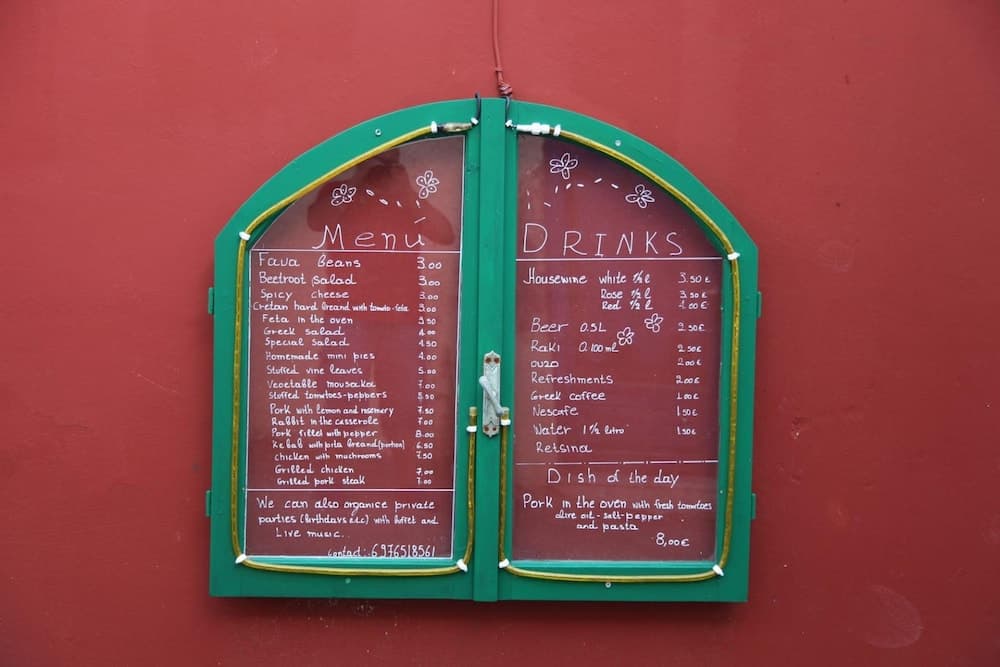 Menu
Fava beans 3.00
Beetroot salad 3.00
Spicy cheese 3.00
Cretan hard bread with tomato-feta 3.00
Feta in the oven 3.50
Greek salad 4.00
Special salad 4.50
Homemade mini pies 4.00
Stuffed vine leaves 5.00
Vegetable mousaka 7.00
Stuffed tomatoes-peppers 5.50
Pork with lemon and rosemery 7.50
Rabbit in the casserole 7.00
Pork fillet with pepper 8.00
Kebab with pita bread (portion) 6.50
chicken with muchrooms 7.50
Grilled chicken 7.00
Grilled pork steak 7.00
We can also organise private
parties (birthdays etc) with buffet and
Live music.
contact: 6976518561
DRINKS
Housewine white ½ l 3.50 €
Rose ½ l 3.50 €
Red ½ l 4.00 €
Beer 0.5L 2.50 €
Raki 0.100 ml 2.50 €
ouzo 2.00 €
Refreshments 2.00 €
Greek coffee 1.00 €
Nescafe 1.50 €
Water 1½ litro 1.50 €
Retsina
Dish of the day
Pork in the oven with fresh tomatoes
olive oil - salt-pepper
and pasta
8,00 €